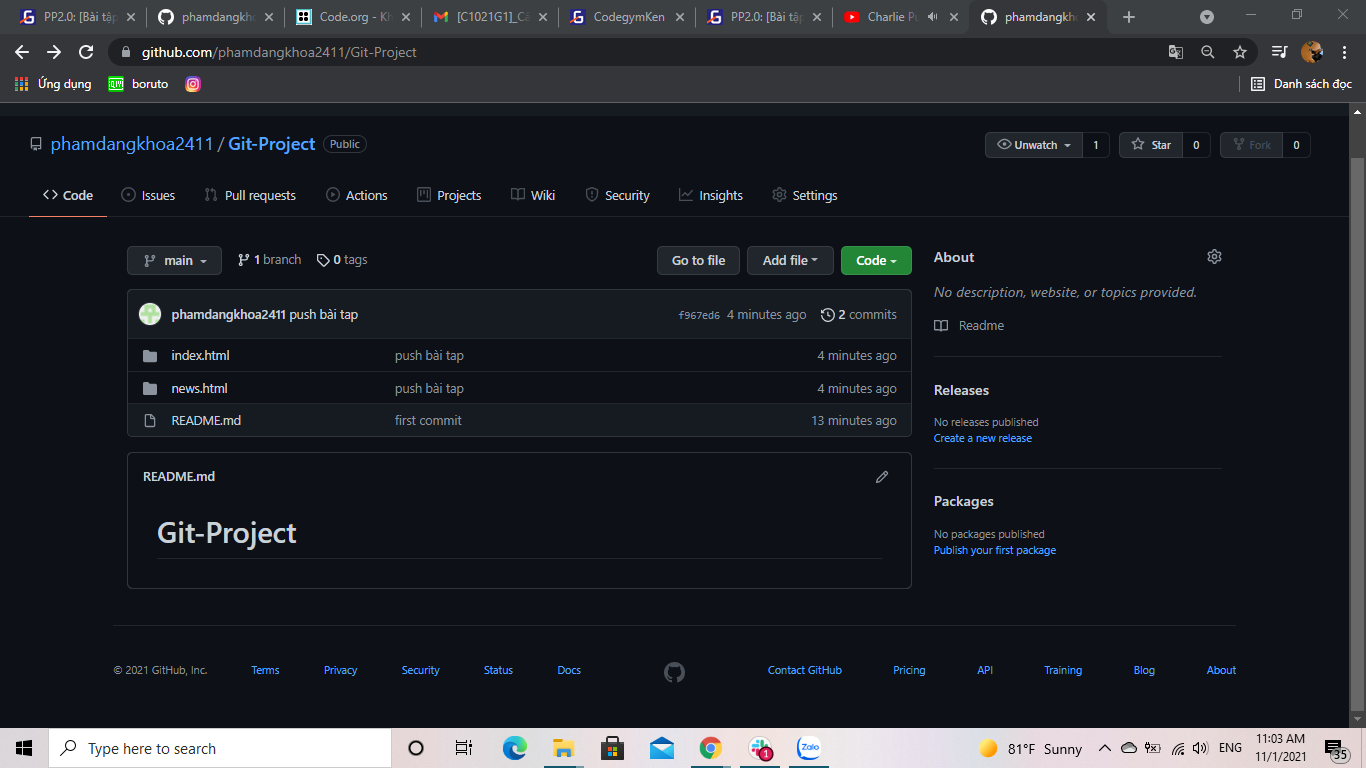 PP2.0: [Bài tập phamdangkho Code.org - Kh [C1021G1]_Cá CodegymKen PP2.0: [Bài tập Charlie Pu phamdangkho
github.com/phamdangkhoa2411/Git-Project
Ứng dụng boruto Danh sách đọc
phamdangkhoa2411 / Git-Project Public Unwatch 1 Star 0 Fork 0
Code Issues Pull requests Actions Projects Wiki Security Insights Settings
main 1 branch 0 tags Go to file Add file Code About
phamdangkhoa2411 push bài tap f967ed6 4 minutes ago 2 commits No description, website, or topics provided.
Readme
index.html push bài tap 4 minutes ago
news.html push bài tap 4 minutes ago Releases
README.md first commit 13 minutes ago No releases published
Create a new release
README.md
Git-Project Packages
No packages published
Publish your first package
© 2021 GitHub, Inc. Terms Privacy Security Status Docs Contact GitHub Pricing API Training Blog About
Type here to search 1 Zalo 81°F Sunny ENG 11:03 AM
11/1/2021 35